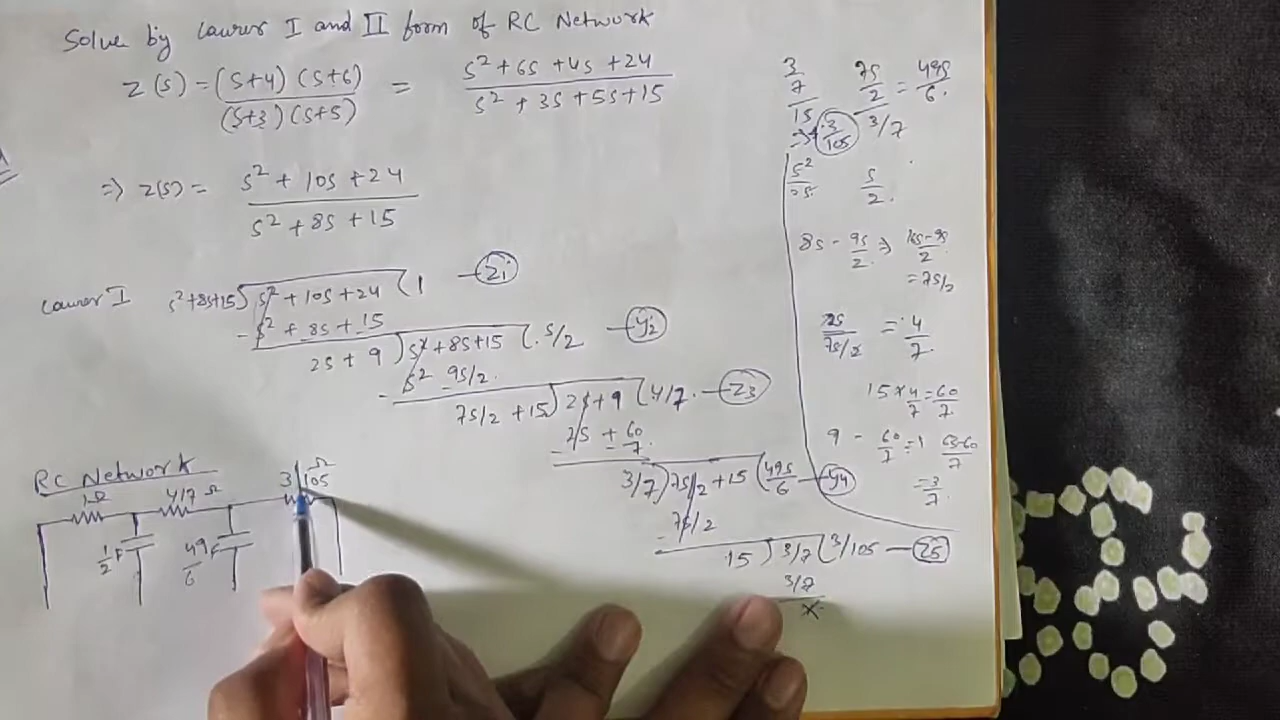 Solve by Caurer I and II form of RC Network
Z(s) = (s+4) (s+6) / (s+3) (s+5) = s² + 6s + 4s + 24 / s² + 3s + 5s + 15
⇒ Z(s) = s² + 10s + 24 / s² + 8s + 15
Caurer I s²+8s+15) s² + 10s + 24 ( 1 — Z1
- s² + 8s + 15
2s + 9 ) s² + 8s + 15 ( s/2 — Y2
- s² 9s/2
7s/2 + 15 ) 2s + 9 ( 4/7 — Z3
- 2s + 60/7
3/7 ) 7s/2 + 15 ( 49s/6 — Y4
- 7s/2
15 ) 3/7 ( 3/105 — Z5
3/7
x
RC Network
1Ω 4/7 Ω 3/105 Ω
1/2 F 49/6 F
3/7 / 15
⇒ 3/105
7s/2 / 3/7 = 49s/6
s²/2s s/2
8s - 9s/2 ⇒ 16s-9s/2
= 7s/2
2s / 7s/2 = 4/7
15 × 4/7 = 60/7
9 - 60/7 = 63-60/7
= 3/7